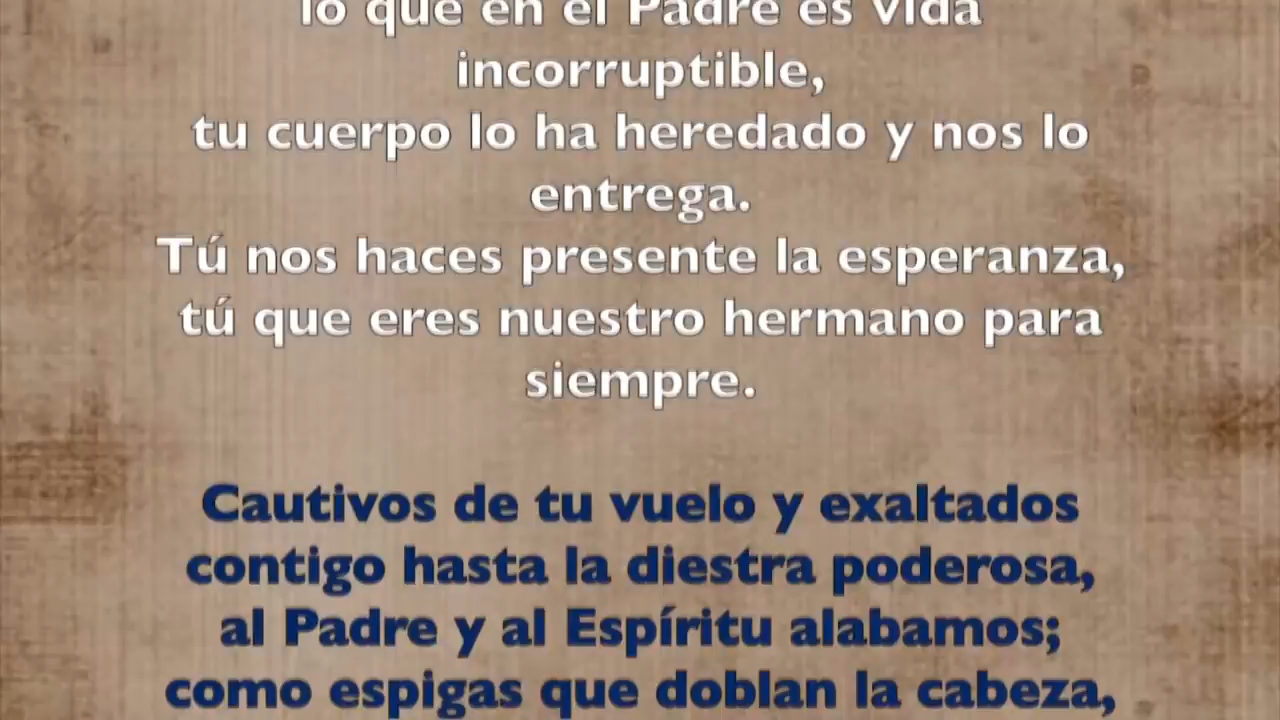 lo que en el Padre es vida
incorruptible,
tu cuerpo lo ha heredado y nos lo
entrega.
Tú nos haces presente la esperanza,
tú que eres nuestro hermano para
siempre.
Cautivos de tu vuelo y exaltados
contigo hasta la diestra poderosa,
al Padre y al Espíritu alabamos;
como espigas que doblan la cabeza,